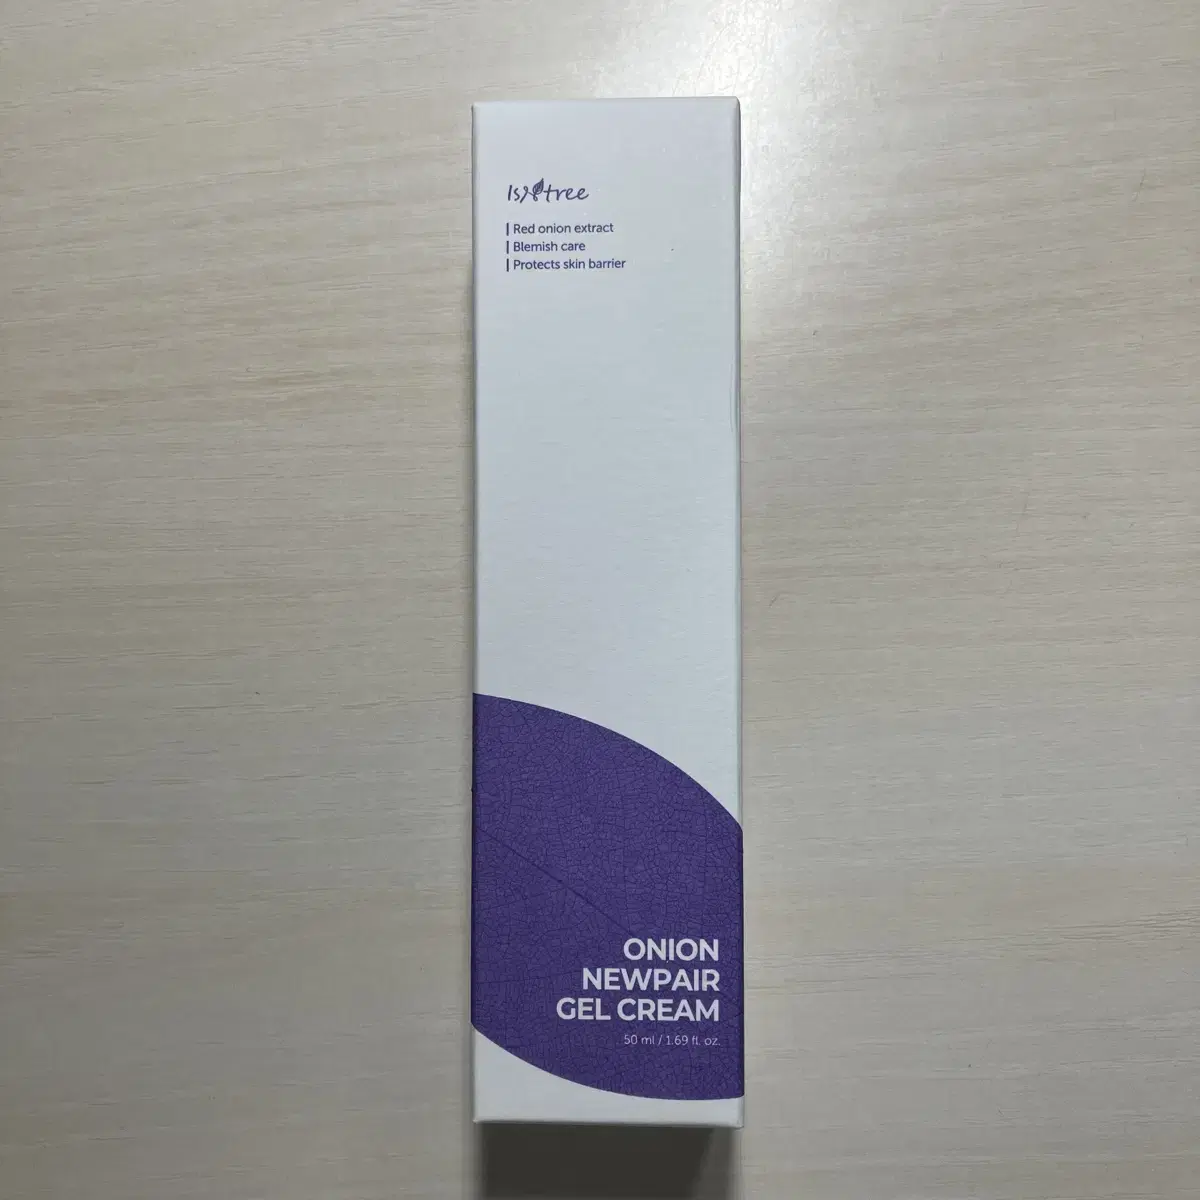 Isntree
Red onion extract
Blemish care
Protects skin barrier
ONION
NEWPAIR
GEL CREAM
50 ml / 1.69 fl. oz.